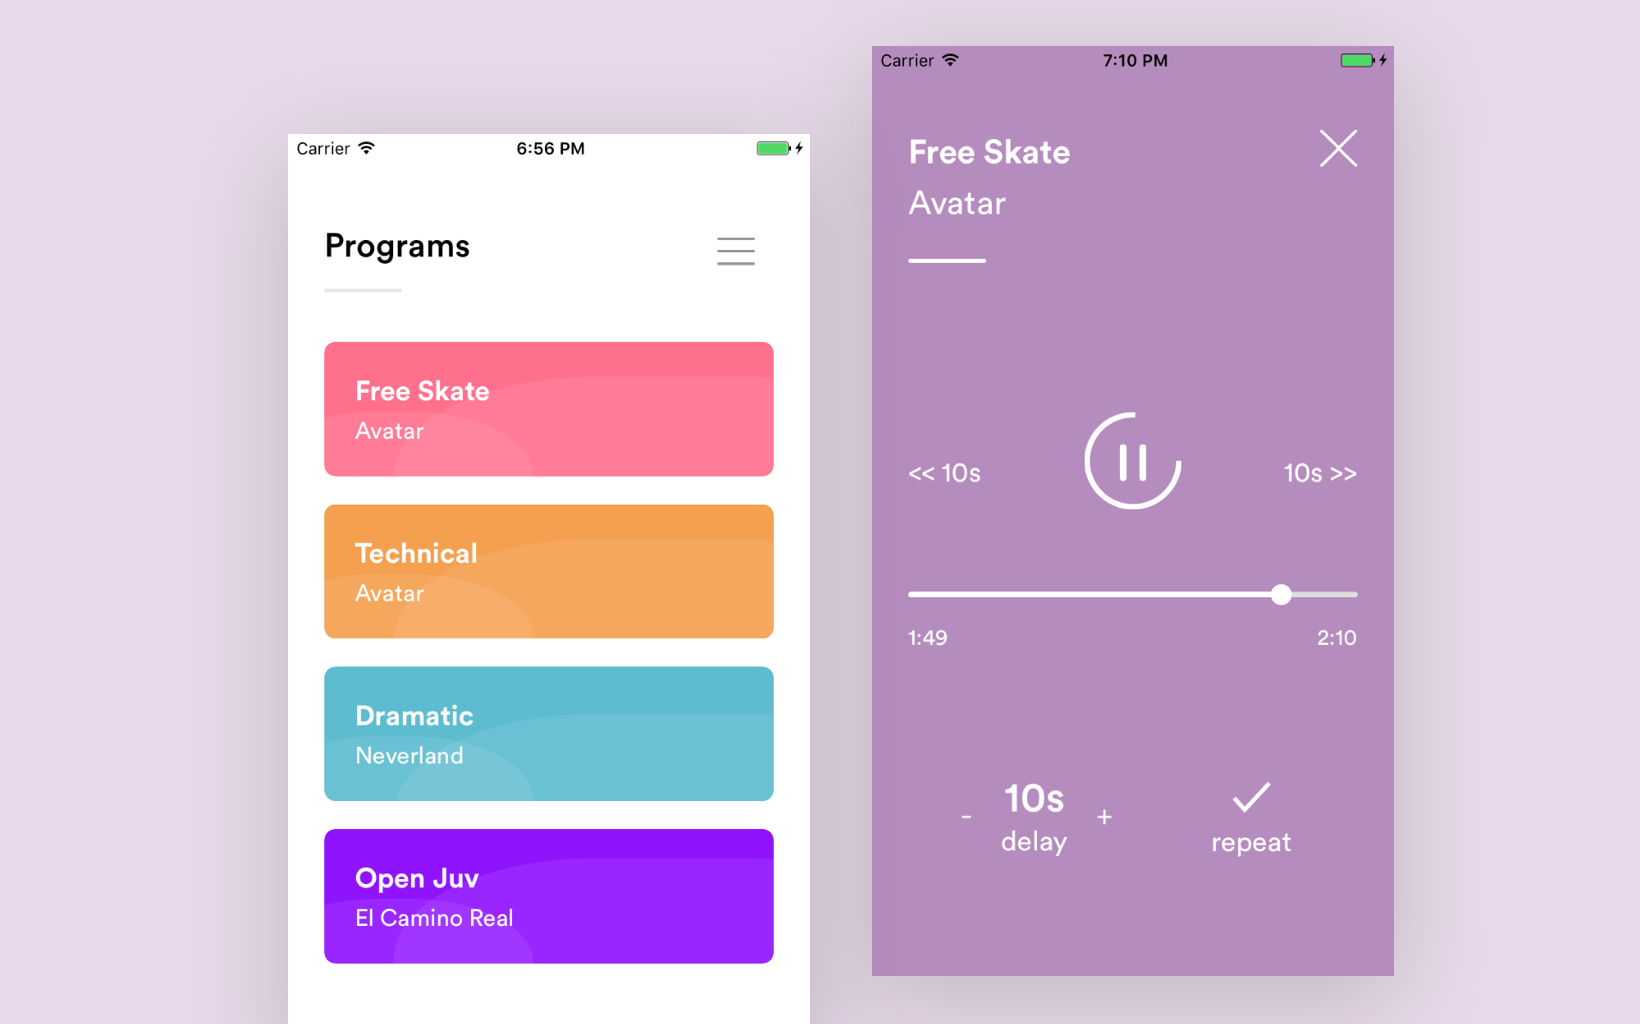 Carrier 6:56 PM
Programs
Free Skate
Avatar
Technical
Avatar
Dramatic
Neverland
Open Juv
El Camino Real
Carrier 7:10 PM
Free Skate
Avatar
<< 10s 10s >>
1:49 2:10
- 10s +
delay
repeat